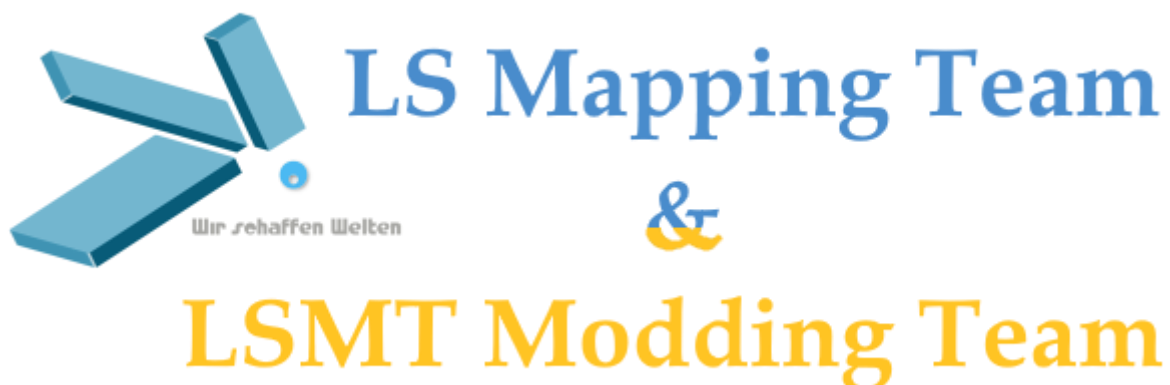 LS Mapping Team
Wir schaffen Welten
&
LSMT Modding Team